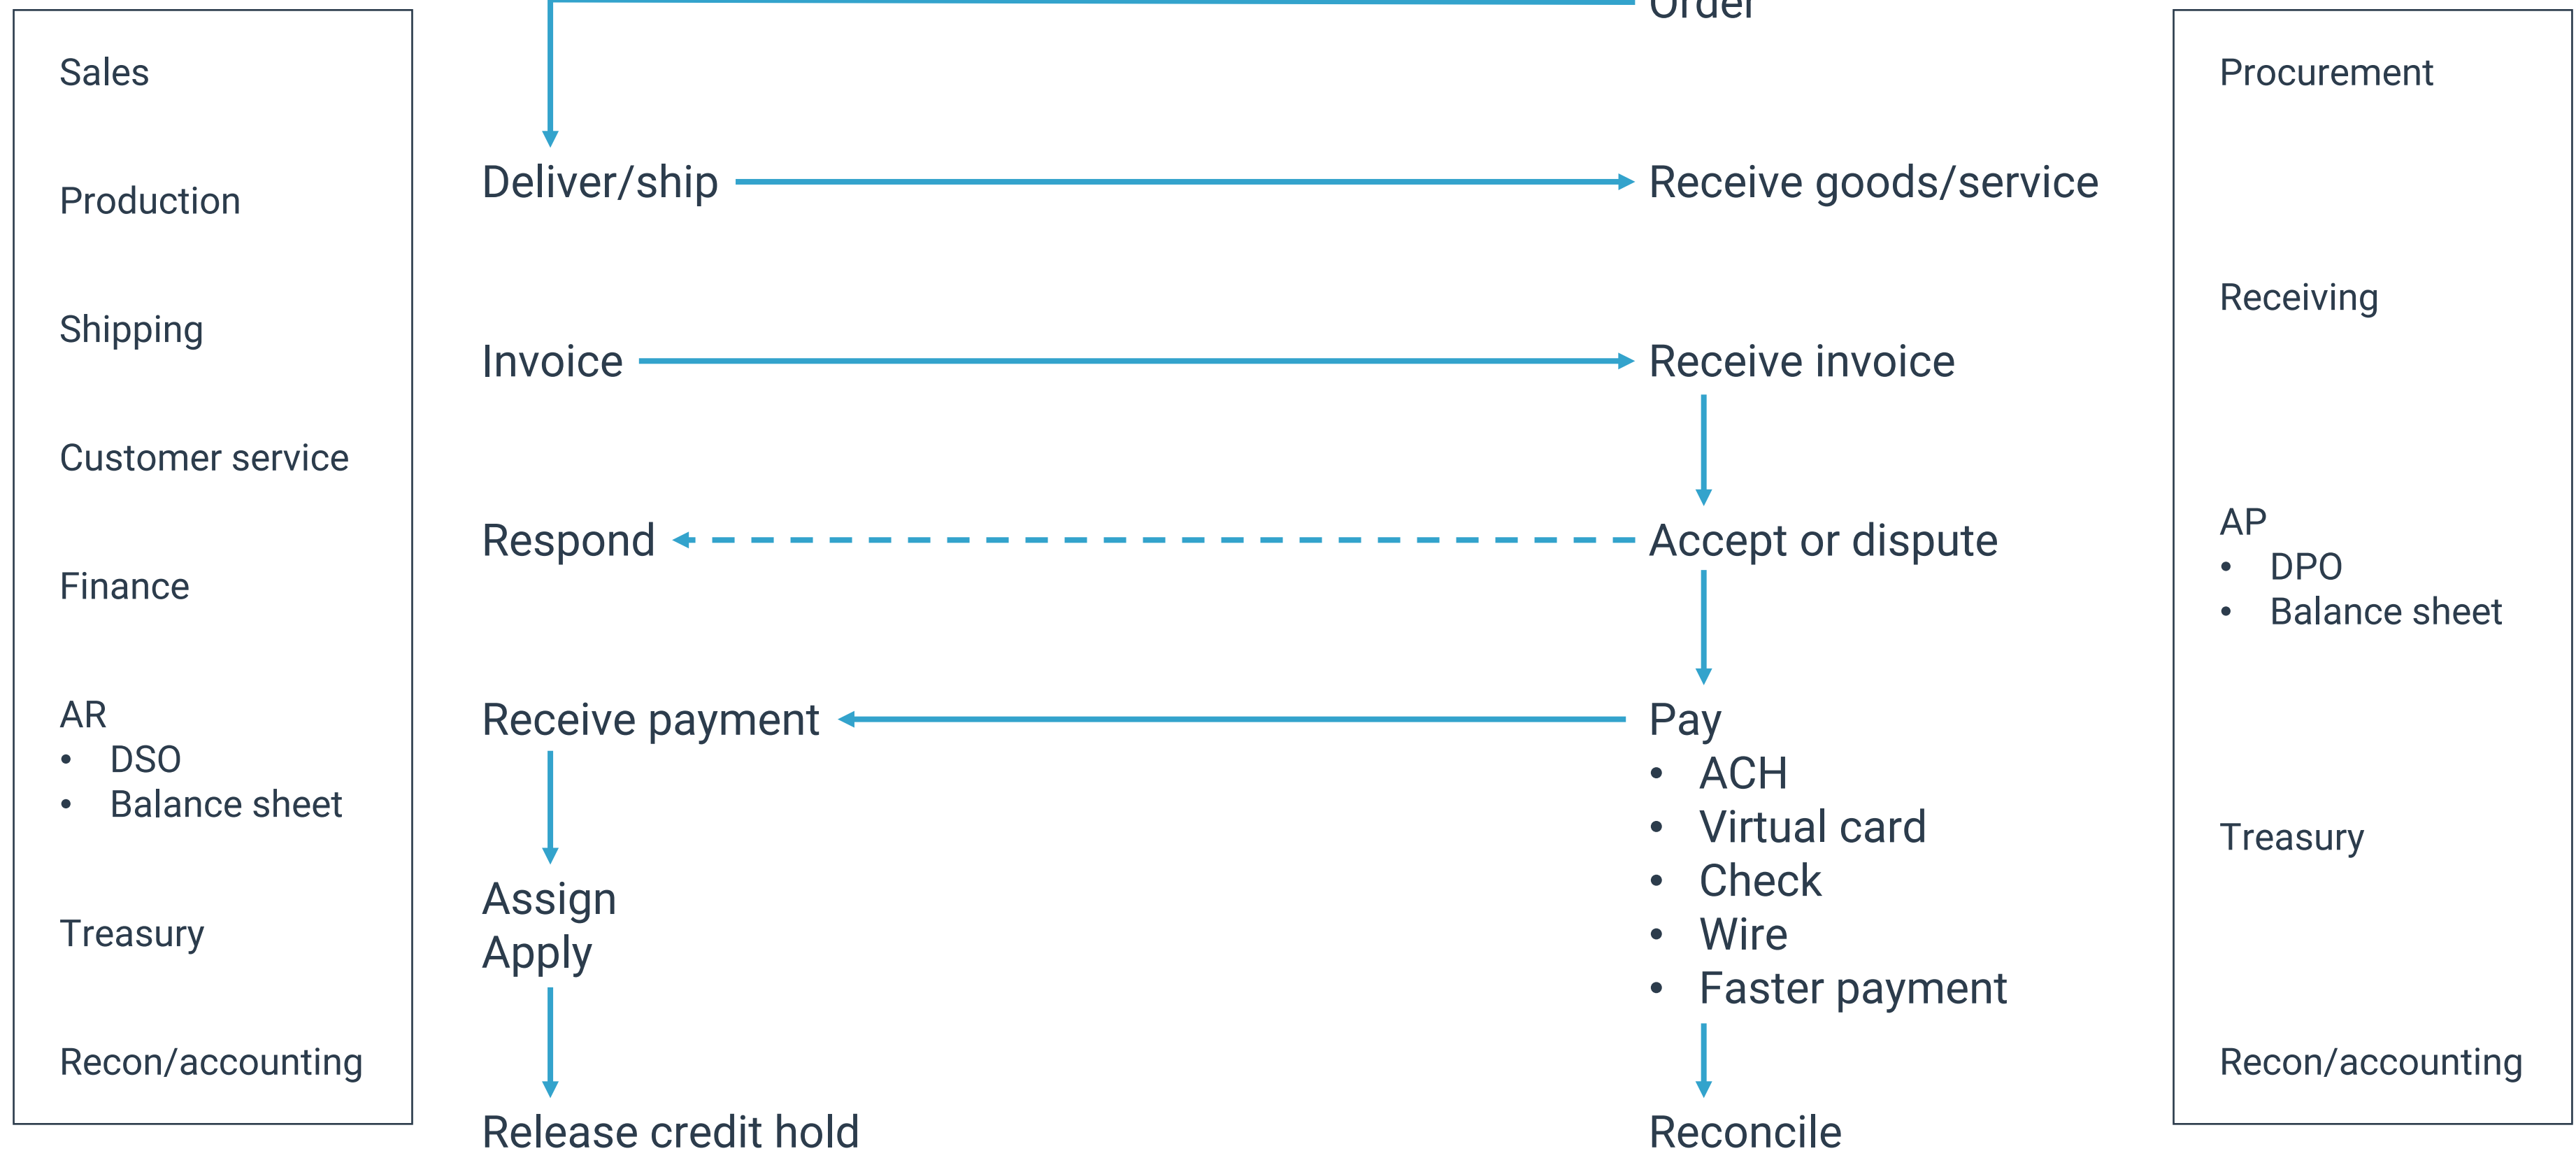 Order
Sales
Production
Shipping
Customer service
Finance
AR
• DSO
• Balance sheet
Treasury
Recon/accounting
Deliver/ship
Receive goods/service
Invoice
Receive invoice
Respond
Accept or dispute
Receive payment
Pay
• ACH
• Virtual card
• Check
• Wire
• Faster payment
Assign
Apply
Release credit hold
Reconcile
Procurement
Receiving
AP
• DPO
• Balance sheet
Treasury
Recon/accounting